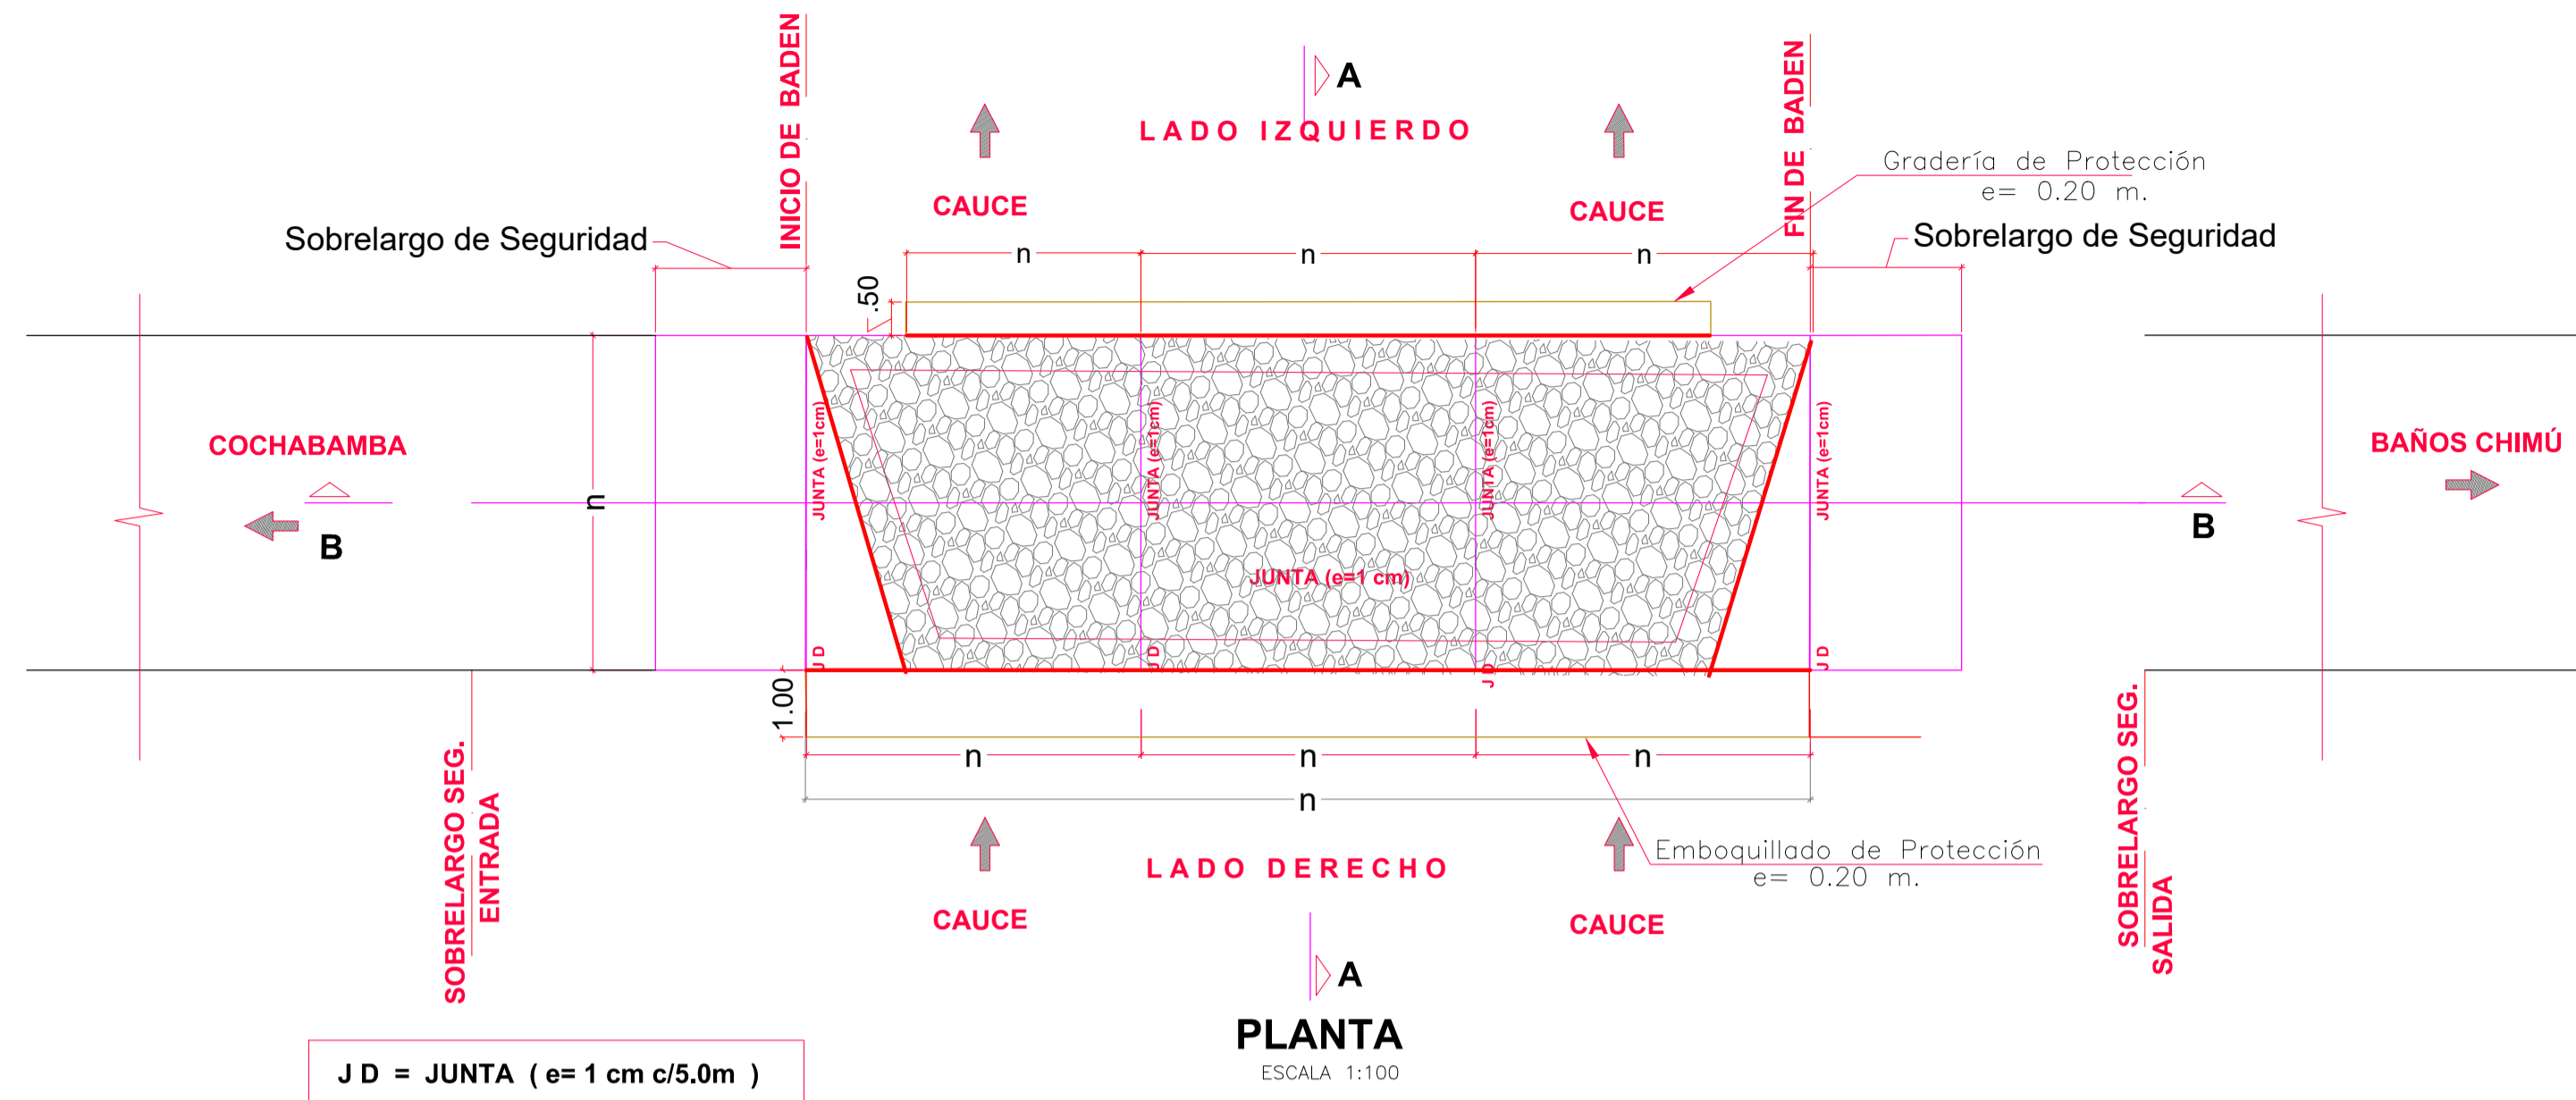 INICIO DE BADEN
FIN DE BADEN
A
LADO IZQUIERDO
CAUCE
CAUCE
Gradería de Protección
e= 0.20 m.
Sobrelargo de Seguridad
Sobrelargo de Seguridad
n
n
n
.50
COCHABAMBA
BAÑOS CHIMÚ
n
JUNTA (e=1cm)
JUNTA (e=1cm)
JUNTA (e=1cm)
JUNTA (e=1cm)
B
B
JUNTA (e=1 cm)
J D
J D
J D
J D
1.00
n
n
n
n
SOBRELARGO SEG.
ENTRADA
SOBRELARGO SEG.
SALIDA
Emboquillado de Protección
e= 0.20 m.
LADO DERECHO
CAUCE
CAUCE
A
PLANTA
ESCALA 1:100
J D = JUNTA ( e= 1 cm c/5.0m )